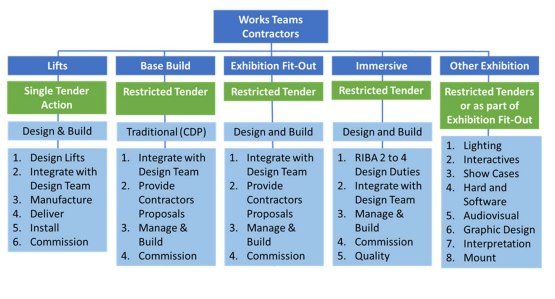 Works Teams
Contractors
Lifts
Single Tender
Action
Design & Build
1. Design Lifts
2. Integrate with
Design Team
3. Manufacture
4. Deliver
5. Install
6. Commission
Base Build
Restricted Tender
Traditional (CDP)
1. Integrate with
Design Team
2. Provide
Contractors
Proposals
3. Manage &
Build
4. Commission
Exhibition Fit-Out
Restricted Tender
Design and Build
1. Integrate with
Design Team
2. Provide
Contractors
Proposals
3. Manage &
Build
4. Commission
Immersive
Restricted Tender
Design and Build
1. RIBA 2 to 4
Design Duties
2. Integrate with
Design Team
3. Manage &
Build
4. Commission
5. Quality
Other Exhibition
Restricted Tenders
or as part of
Exhibition Fit-Out
1. Lighting
2. Interactives
3. Show Cases
4. Hard and
Software
5. Audiovisual
6. Graphic Design
7. Interpretation
8. Mount